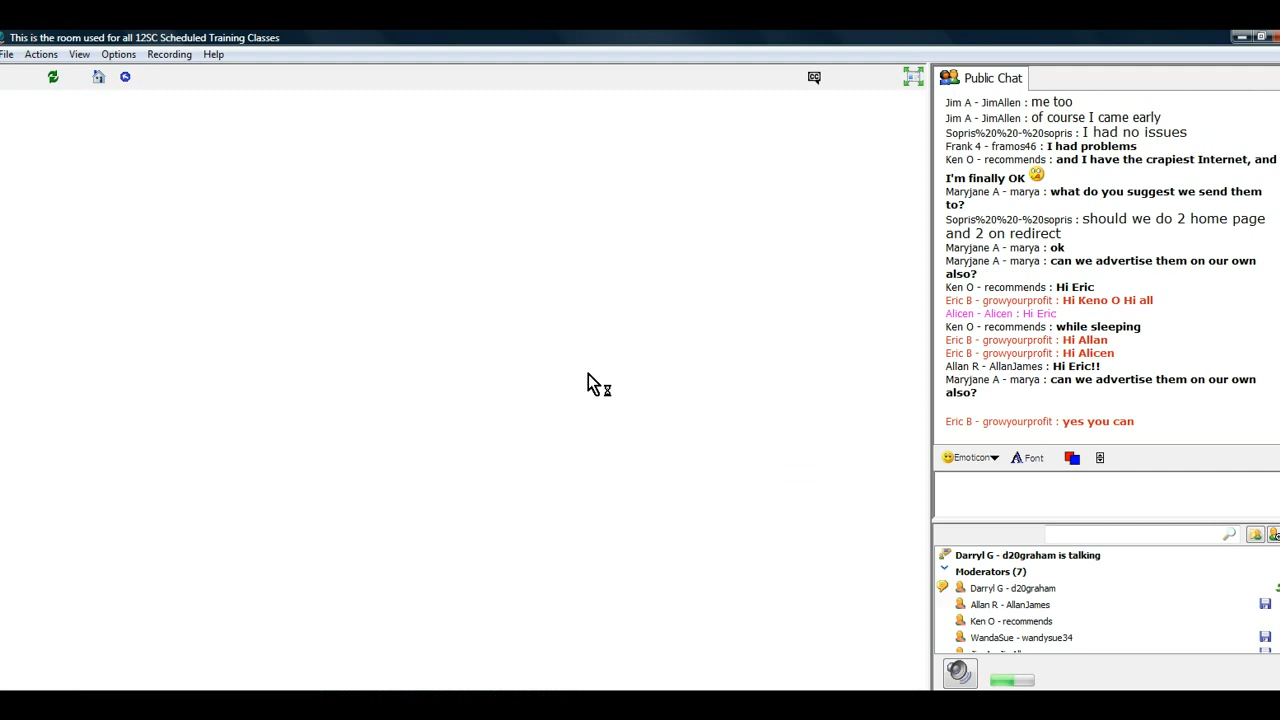 This is the room used for all 12SC Scheduled Training Classes
File Actions View Options Recording Help
CC
Public Chat
Jim A - JimAllen : me too
Jim A - JimAllen : of course I came early
Sopris%20%20-%20sopris : I had no issues
Frank 4 - framos46 : I had problems
Ken O - recommends : and I have the crapiest Internet, and
I'm finally OK
Maryjane A - marya : what do you suggest we send them
to?
Sopris%20%20-%20sopris : should we do 2 home page
and 2 on redirect
Maryjane A - marya : ok
Maryjane A - marya : can we advertise them on our own
also?
Ken O - recommends : Hi Eric
Eric B - growyourprofit : Hi Keno O Hi all
Alicen - Alicen : Hi Eric
Ken O - recommends : while sleeping
Eric B - growyourprofit : Hi Allan
Eric B - growyourprofit : Hi Alicen
Allan R - AllanJames : Hi Eric!!
Maryjane A - marya : can we advertise them on our own
also?
Eric B - growyourprofit : yes you can
Emoticon Font
Darryl G - d20graham is talking
Moderators (7)
Darryl G - d20graham
Allan R - AllanJames
Ken O - recommends
WandaSue - wandysue34